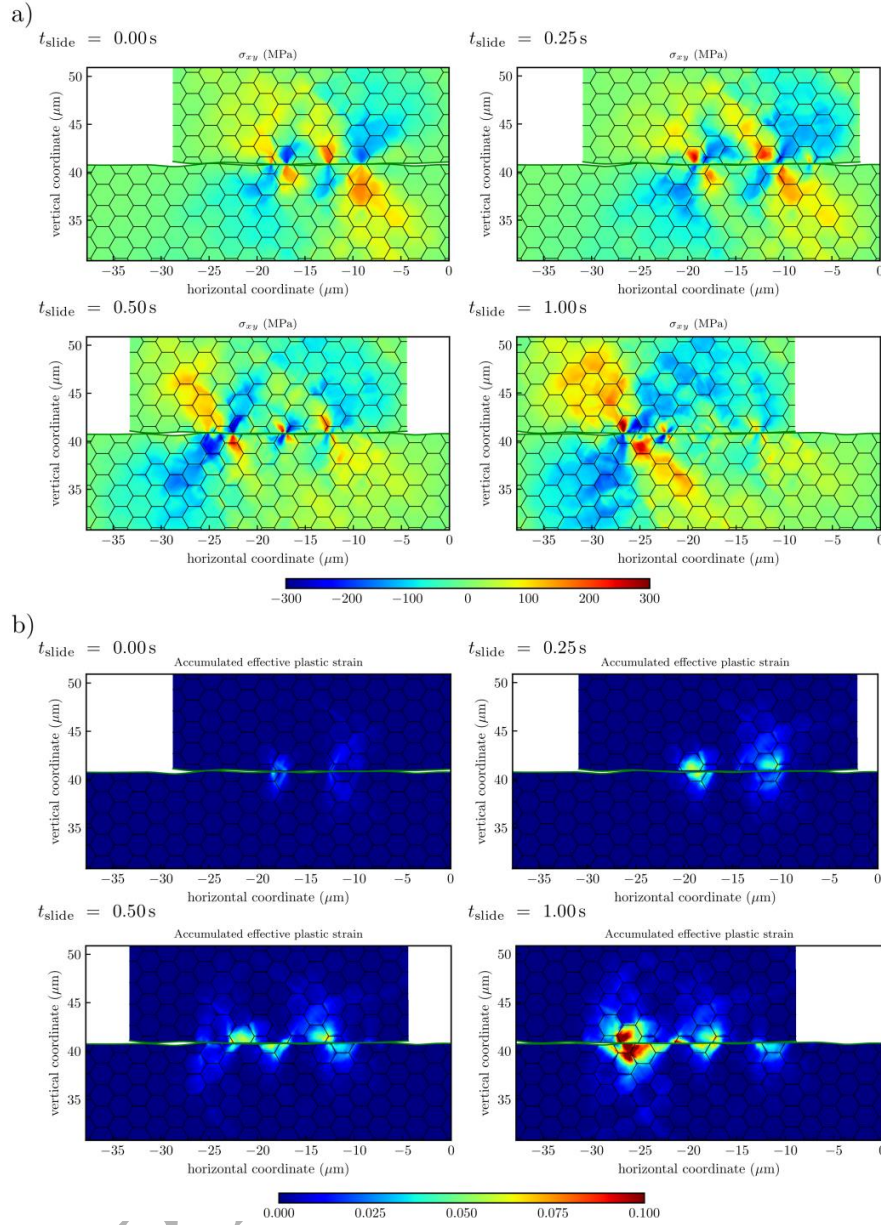 a)
t_slide = 0.00 s
t_slide = 0.25 s
σ_xy (MPa)
σ_xy (MPa)
50
45
40
35
vertical coordinate (μm)
−35 −30 −25 −20 −15 −10 −5 0
horizontal coordinate (μm)
50
45
40
35
vertical coordinate (μm)
−35 −30 −25 −20 −15 −10 −5 0
horizontal coordinate (μm)
t_slide = 0.50 s
t_slide = 1.00 s
σ_xy (MPa)
σ_xy (MPa)
50
45
40
35
vertical coordinate (μm)
−35 −30 −25 −20 −15 −10 −5 0
horizontal coordinate (μm)
50
45
40
35
vertical coordinate (μm)
−35 −30 −25 −20 −15 −10 −5 0
horizontal coordinate (μm)
−300 −200 −100 0 100 200 300
b)
t_slide = 0.00 s
t_slide = 0.25 s
Accumulated effective plastic strain
Accumulated effective plastic strain
50
45
40
35
vertical coordinate (μm)
−35 −30 −25 −20 −15 −10 −5 0
horizontal coordinate (μm)
50
45
40
35
vertical coordinate (μm)
−35 −30 −25 −20 −15 −10 −5 0
horizontal coordinate (μm)
t_slide = 0.50 s
t_slide = 1.00 s
Accumulated effective plastic strain
Accumulated effective plastic strain
50
45
40
35
vertical coordinate (μm)
−35 −30 −25 −20 −15 −10 −5 0
horizontal coordinate (μm)
50
45
40
35
vertical coordinate (μm)
−35 −30 −25 −20 −15 −10 −5 0
horizontal coordinate (μm)
0.000 0.025 0.050 0.075 0.100